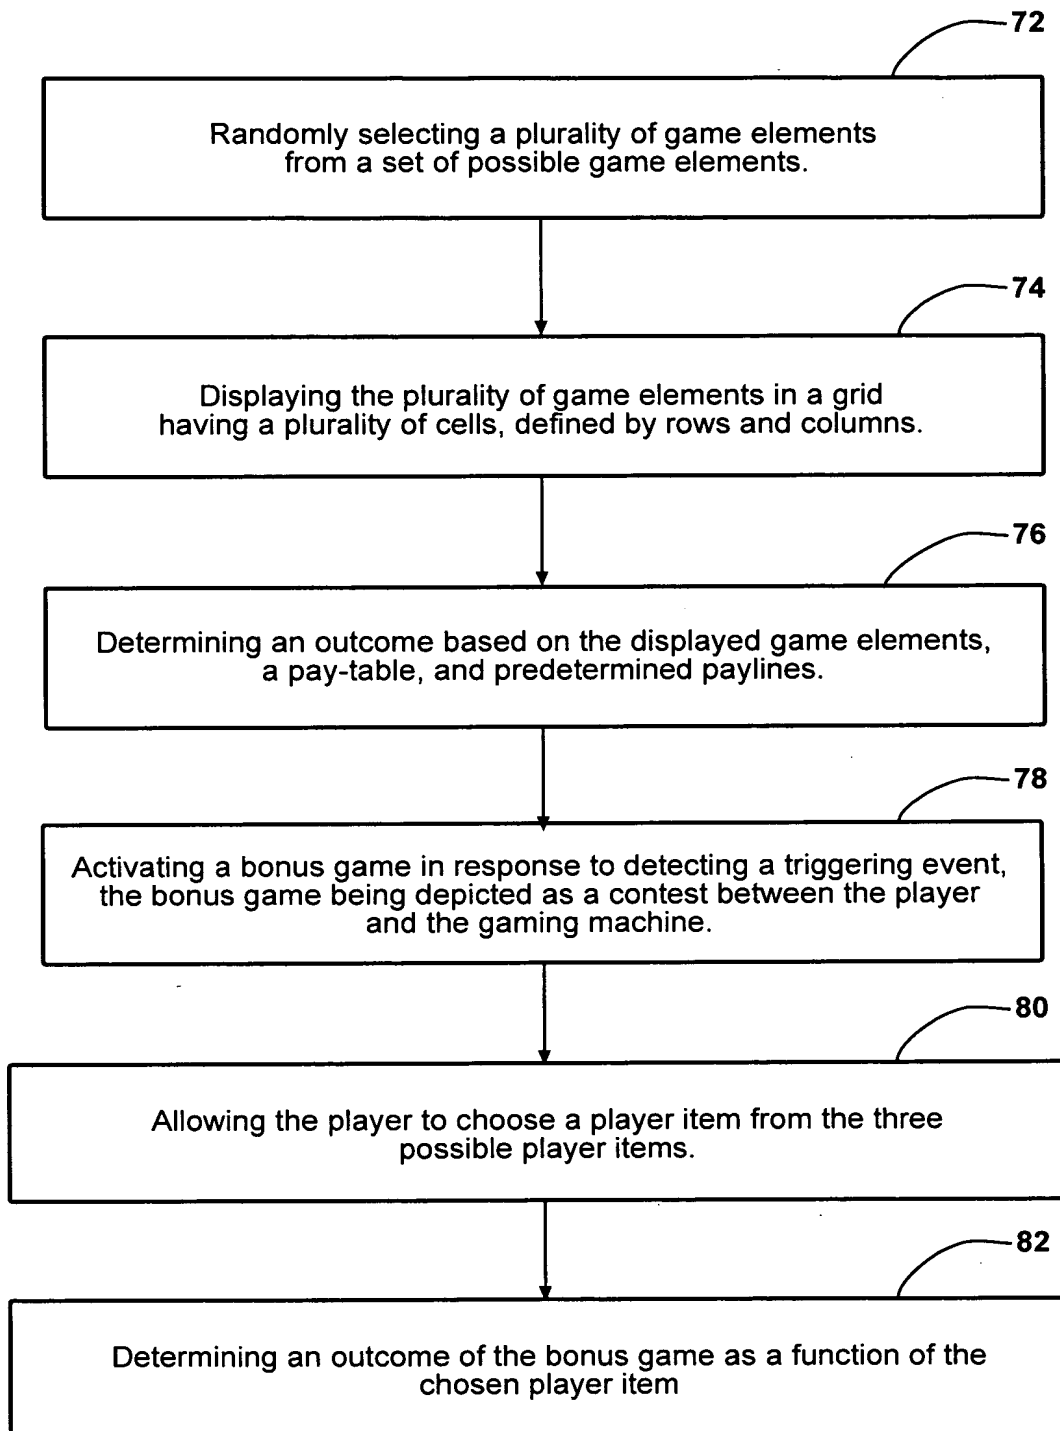 72
Randomly selecting a plurality of game elements
from a set of possible game elements.
74
Displaying the plurality of game elements in a grid
having a plurality of cells, defined by rows and columns.
76
Determining an outcome based on the displayed game elements,
a pay-table, and predetermined paylines.
78
Activating a bonus game in response to detecting a triggering event,
the bonus game being depicted as a contest between the player
and the gaming machine.
80
Allowing the player to choose a player item from the three
possible player items.
82
Determining an outcome of the bonus game as a function of the
chosen player item